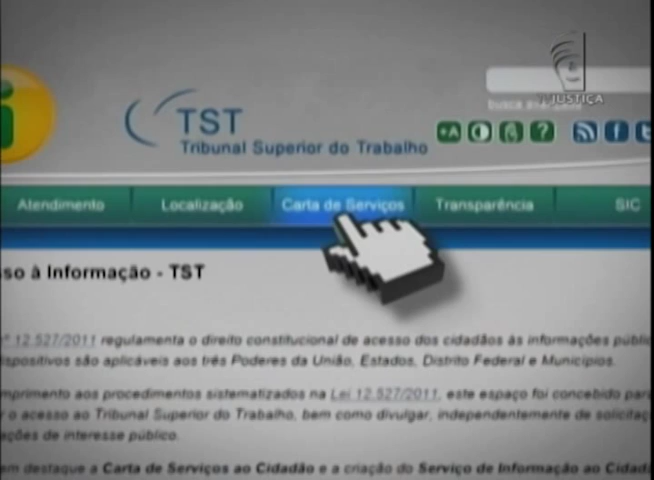 JUSTIÇA
TST
Tribunal Superior do Trabalho
+A ?
Atendimento Localização Carta de Serviços Transparência SIC
sso à Informação - TST
nº 12.527/2011 regulamenta o direito constitucional de acesso dos cidadãos às informações públic
ispositivos são aplicáveis aos três Poderes da União, Estados, Distrito Federal e Municípios.
mprimento aos procedimentos sistematizados na Lei 12.527/2011, este espaço foi concebido para
r o acesso ao Tribunal Superior do Trabalho, bem como divulgar, independentemente de solicitaç
ações de interesse público.
em destaque a Carta de Serviços ao Cidadão e a criação do Serviço de Informação ao Cidad